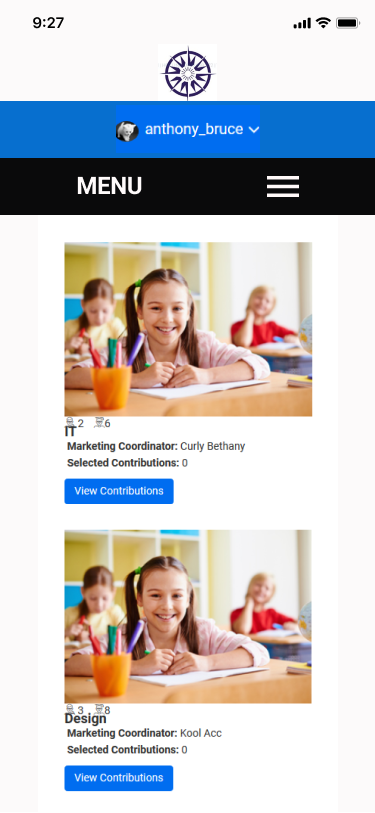 9:27
anthony_bruce
MENU
2 6
IT
Marketing Coordinator: Curly Bethany
Selected Contributions: 0
View Contributions
3 8
Design
Marketing Coordinator: Kool Acc
Selected Contributions: 0
View Contributions